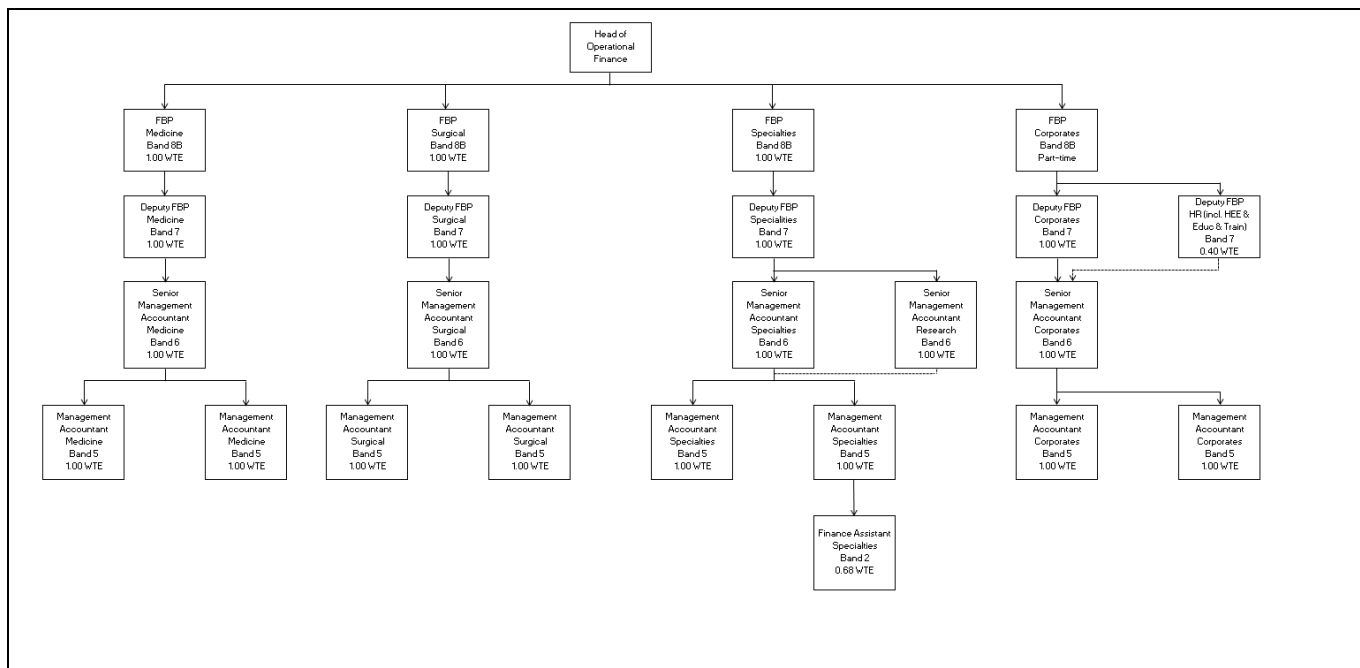 Head of
Operational
Finance
FBP
Medicine
Band 8B
1.00 WTE
FBP
Surgical
Band 8B
1.00 WTE
FBP
Specialties
Band 8B
1.00 WTE
FBP
Corporates
Band 8B
Part-time
Deputy FBP
Medicine
Band 7
1.00 WTE
Deputy FBP
Surgical
Band 7
1.00 WTE
Deputy FBP
Specialities
Band 7
1.00 WTE
Deputy FBP
Corporates
Band 7
1.00 WTE
Deputy FBP
HR (incl. HEE &
Educ & Train)
Band 7
0.40 WTE
Senior
Management
Accountant
Medicine
Band 6
1.00 WTE
Senior
Management
Accountant
Surgical
Band 6
1.00 WTE
Senior
Management
Accountant
Specialties
Band 6
1.00 WTE
Senior
Management
Accountant
Research
Band 6
1.00 WTE
Senior
Management
Accountant
Corporates
Band 6
1.00 WTE
Management
Accountant
Medicine
Band 5
1.00 WTE
Management
Accountant
Medicine
Band 5
1.00 WTE
Management
Accountant
Surgical
Band 5
1.00 WTE
Management
Accountant
Surgical
Band 5
1.00 WTE
Management
Accountant
Specialties
Band 5
1.00 WTE
Management
Accountant
Specialties
Band 5
1.00 WTE
Management
Accountant
Corporates
Band 5
1.00 WTE
Management
Accountant
Corporates
Band 5
1.00 WTE
Finance Assistant
Specialties
Band 2
0.68 WTE